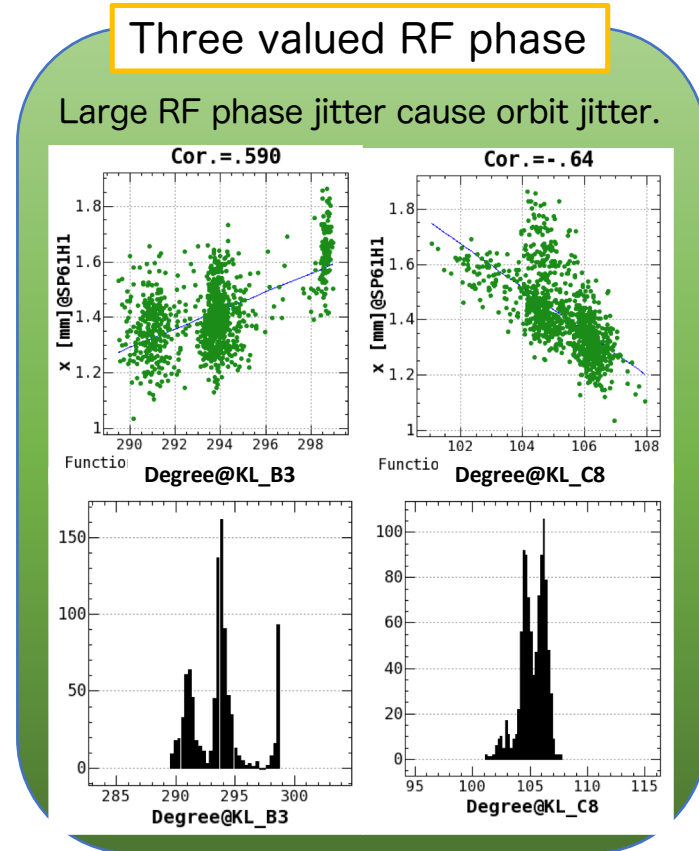 Three valued RF phase
Large RF phase jitter cause orbit jitter.
Cor.=.590
x [mm]@SP61H1
1.8
1.6
1.4
1.2
1
290 292 294 296 298
Functio
Degree@KL_B3
Cor.=-.64
x [mm]@SP61H1
1.8
1.6
1.4
1.2
1
102 104 106 108
Functio
Degree@KL_C8
150
100
50
0
285 290 295 300
Degree@KL_B3
100
80
60
40
20
0
95 100 105 110 115
Degree@KL_C8